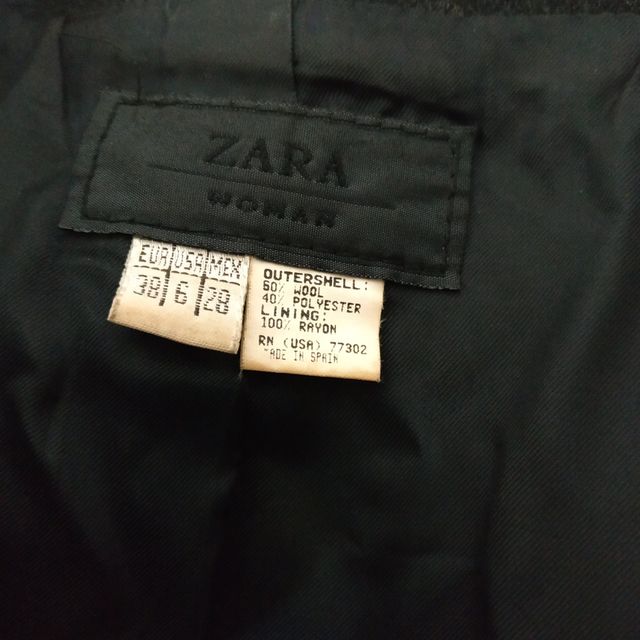 ZARA
WOMAN
EUR|USA|MEX
38|6|28
OUTERSHELL:
60% WOOL
40% POLYESTER
LINING:
100% RAYON
RN (USA) 77302
MADE IN SPAIN